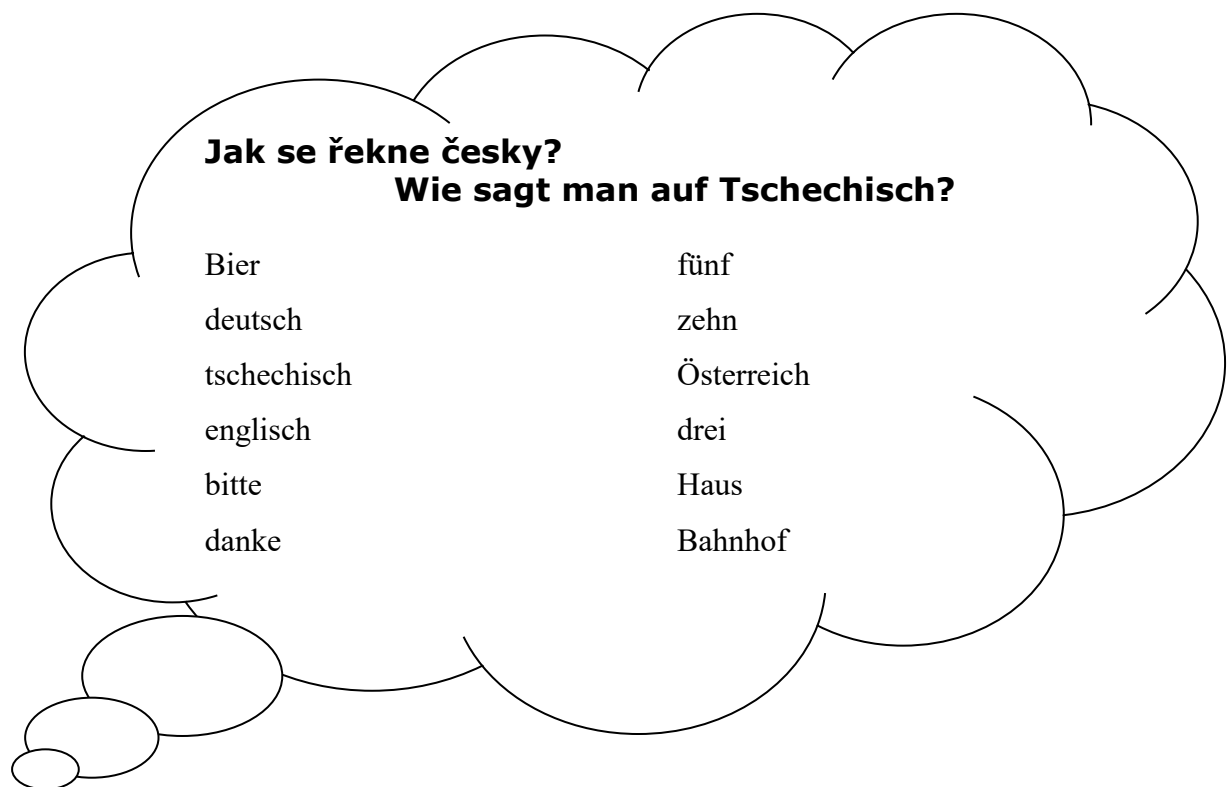 Jak se řekne česky?
Wie sagt man auf Tschechisch?
Bier
deutsch
tschechisch
englisch
bitte
danke
fünf
zehn
Österreich
drei
Haus
Bahnhof